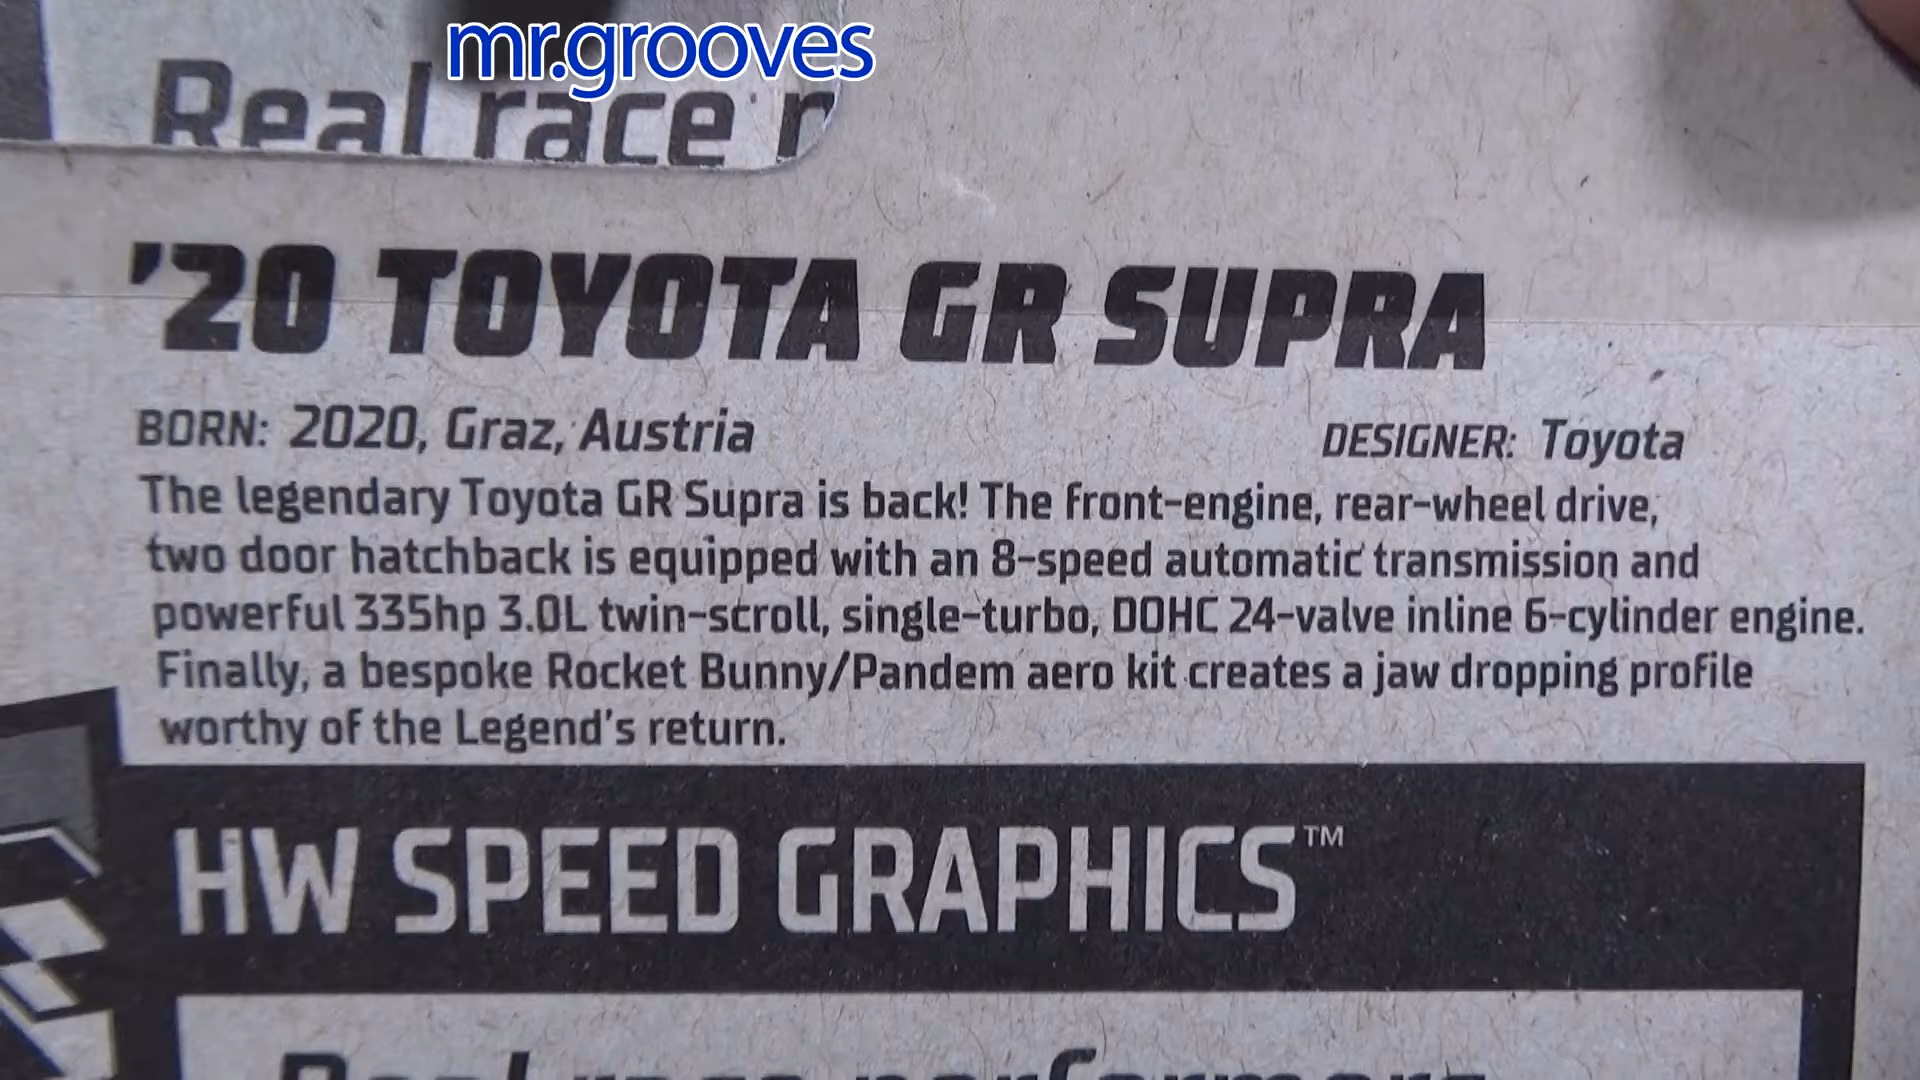 mr.grooves
Real race
'20 TOYOTA GR SUPRA
BORN: 2020, Graz, Austria
DESIGNER: Toyota
The legendary Toyota GR Supra is back! The front-engine, rear-wheel drive,
two door hatchback is equipped with an 8-speed automatic transmission and
powerful 335hp 3.0L twin-scroll, single-turbo, DOHC 24-valve inline 6-cylinder engine.
Finally, a bespoke Rocket Bunny/Pandem aero kit creates a jaw dropping profile
worthy of the Legend's return.
HW SPEED GRAPHICS™